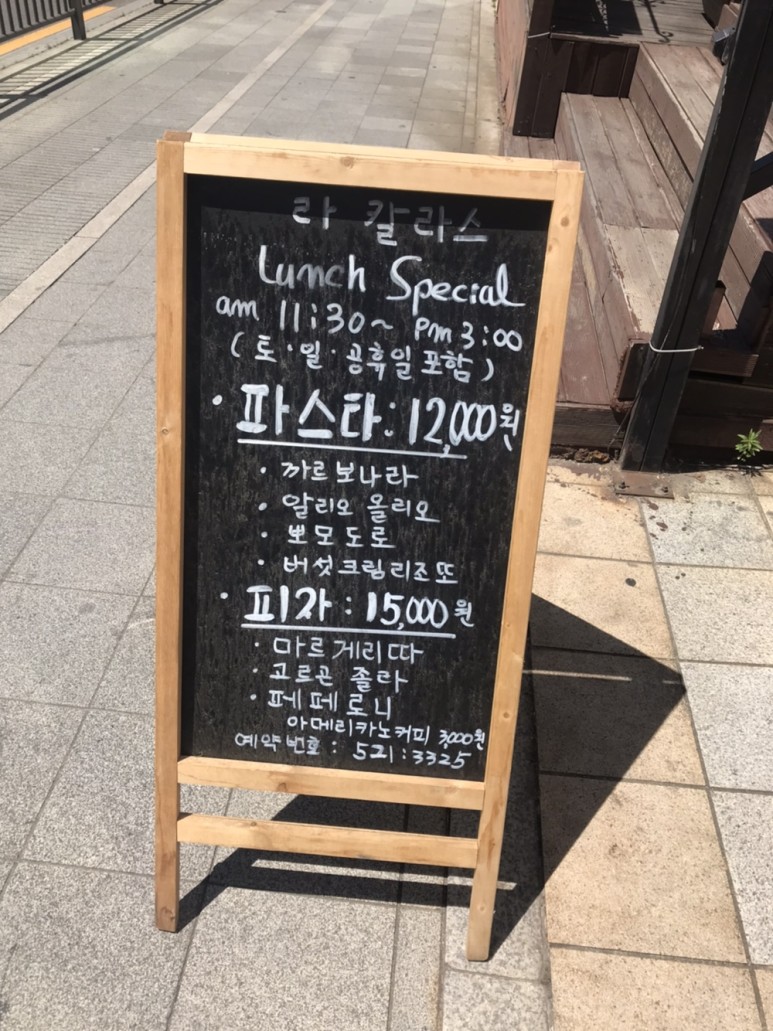 라 칼라스
Lunch Special
am 11:30~ pm 3:00
(토·일·공휴일포함)
· 파스타: 12,000원
· 까르보나라
· 알리오 올리오
· 뽀모도로
· 버섯크림리조또
· 피자: 15,000원
· 마르게리따
· 고르곤 졸라
· 페페로니
아메리카노커피 3,000원
예약번호: 521:3325